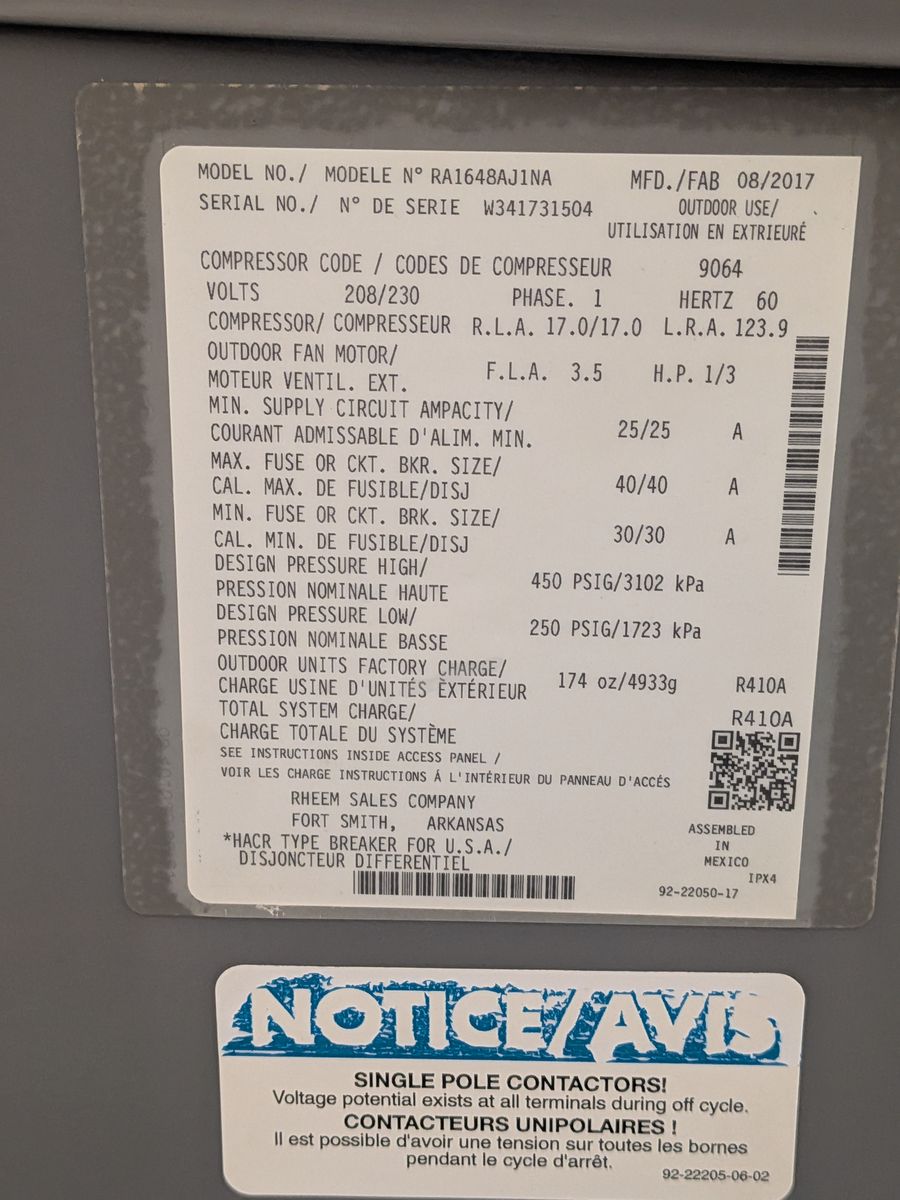 MODEL NO./ MODELE N° RA1648AJ1NA MFD./FAB 08/2017
SERIAL NO./ N° DE SERIE W341731504 OUTDOOR USE/
UTILISATION EN EXTRIEURÉ
COMPRESSOR CODE / CODES DE COMPRESSEUR 9064
VOLTS 208/230 PHASE. 1 HERTZ 60
COMPRESSOR/ COMPRESSEUR R.L.A. 17.0/17.0 L.R.A. 123.9
OUTDOOR FAN MOTOR/
MOTEUR VENTIL. EXT. F.L.A. 3.5 H.P. 1/3
MIN. SUPPLY CIRCUIT AMPACITY/
COURANT ADMISSABLE D'ALIM. MIN. 25/25 A
MAX. FUSE OR CKT. BKR. SIZE/
CAL. MAX. DE FUSIBLE/DISJ 40/40 A
MIN. FUSE OR CKT. BRK. SIZE/
CAL. MIN. DE FUSIBLE/DISJ 30/30 A
DESIGN PRESSURE HIGH/
PRESSION NOMINALE HAUTE 450 PSIG/3102 kPa
DESIGN PRESSURE LOW/
PRESSION NOMINALE BASSE 250 PSIG/1723 kPa
OUTDOOR UNITS FACTORY CHARGE/
CHARGE USINE D'UNITÉS ÈXTÉRIEUR 174 oz/4933g R410A
TOTAL SYSTEM CHARGE/ R410A
CHARGE TOTALE DU SYSTÈME
SEE INSTRUCTIONS INSIDE ACCESS PANEL /
VOIR LES CHARGE INSTRUCTIONS Á L'INTÉRIEUR DU PANNEAU D'ACCÉS
RHEEM SALES COMPANY
FORT SMITH, ARKANSAS
*HACR TYPE BREAKER FOR U.S.A./
DISJONCTEUR DIFFERENTIEL
ASSEMBLED
IN
MEXICO
IPX4
92-22050-17
NOTICE/AVIS
SINGLE POLE CONTACTORS!
Voltage potential exists at all terminals during off cycle.
CONTACTEURS UNIPOLAIRES !
Il est possible d'avoir une tension sur toutes les bornes
pendant le cycle d'arrêt.
92-22205-06-02